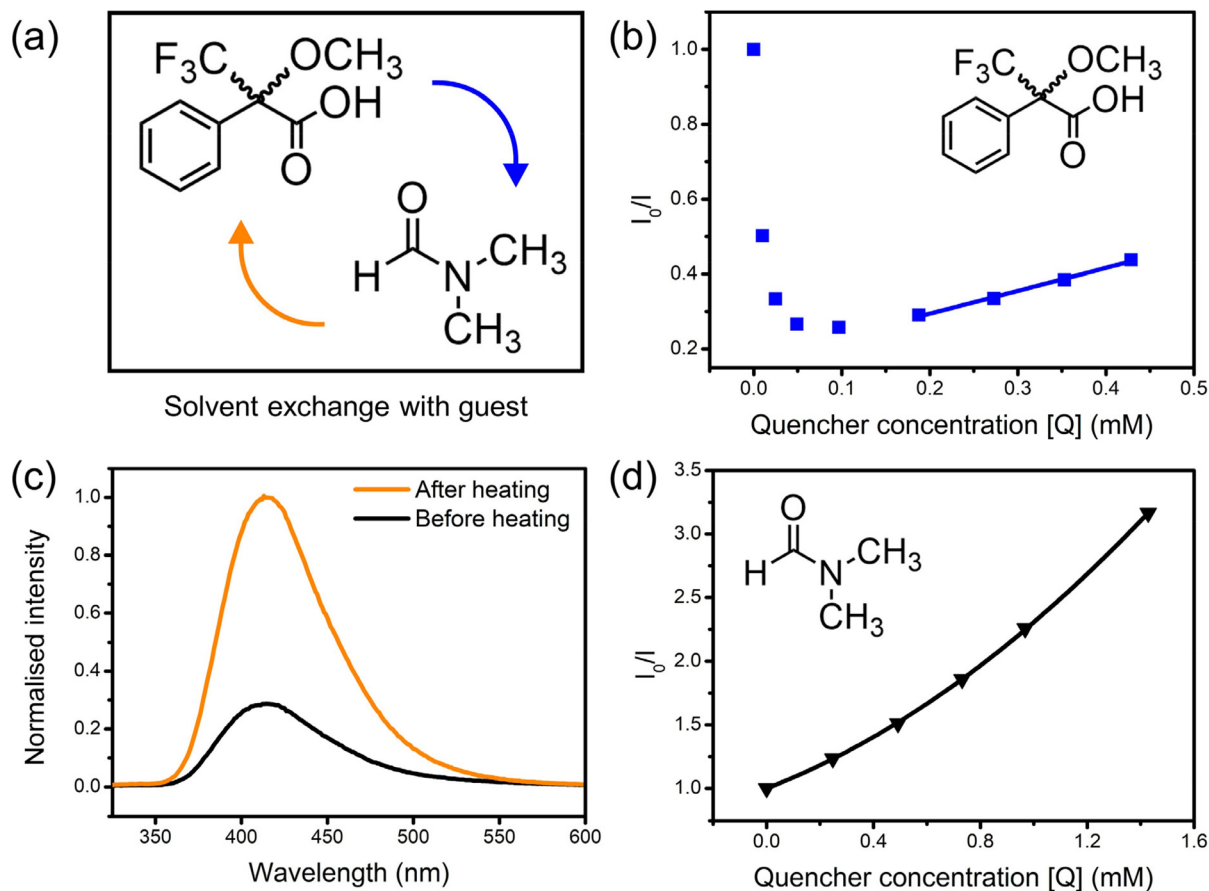 (a)
F₃C
OCH₃
OH
O
O
H
N
CH₃
CH₃
Solvent exchange with guest
(b)
F₃C
OCH₃
OH
O
I₀/I
1.0
0.8
0.6
0.4
0.2
0.0 0.1 0.2 0.3 0.4 0.5
Quencher concentration [Q] (mM)
(c)
After heating
Before heating
Normalised intensity
1.0
0.8
0.6
0.4
0.2
0.0
350 400 450 500 550 600
Wavelength (nm)
(d)
O
H
N
CH₃
CH₃
I₀/I
3.5
3.0
2.5
2.0
1.5
1.0
0.0 0.4 0.8 1.2 1.6
Quencher concentration [Q] (mM)